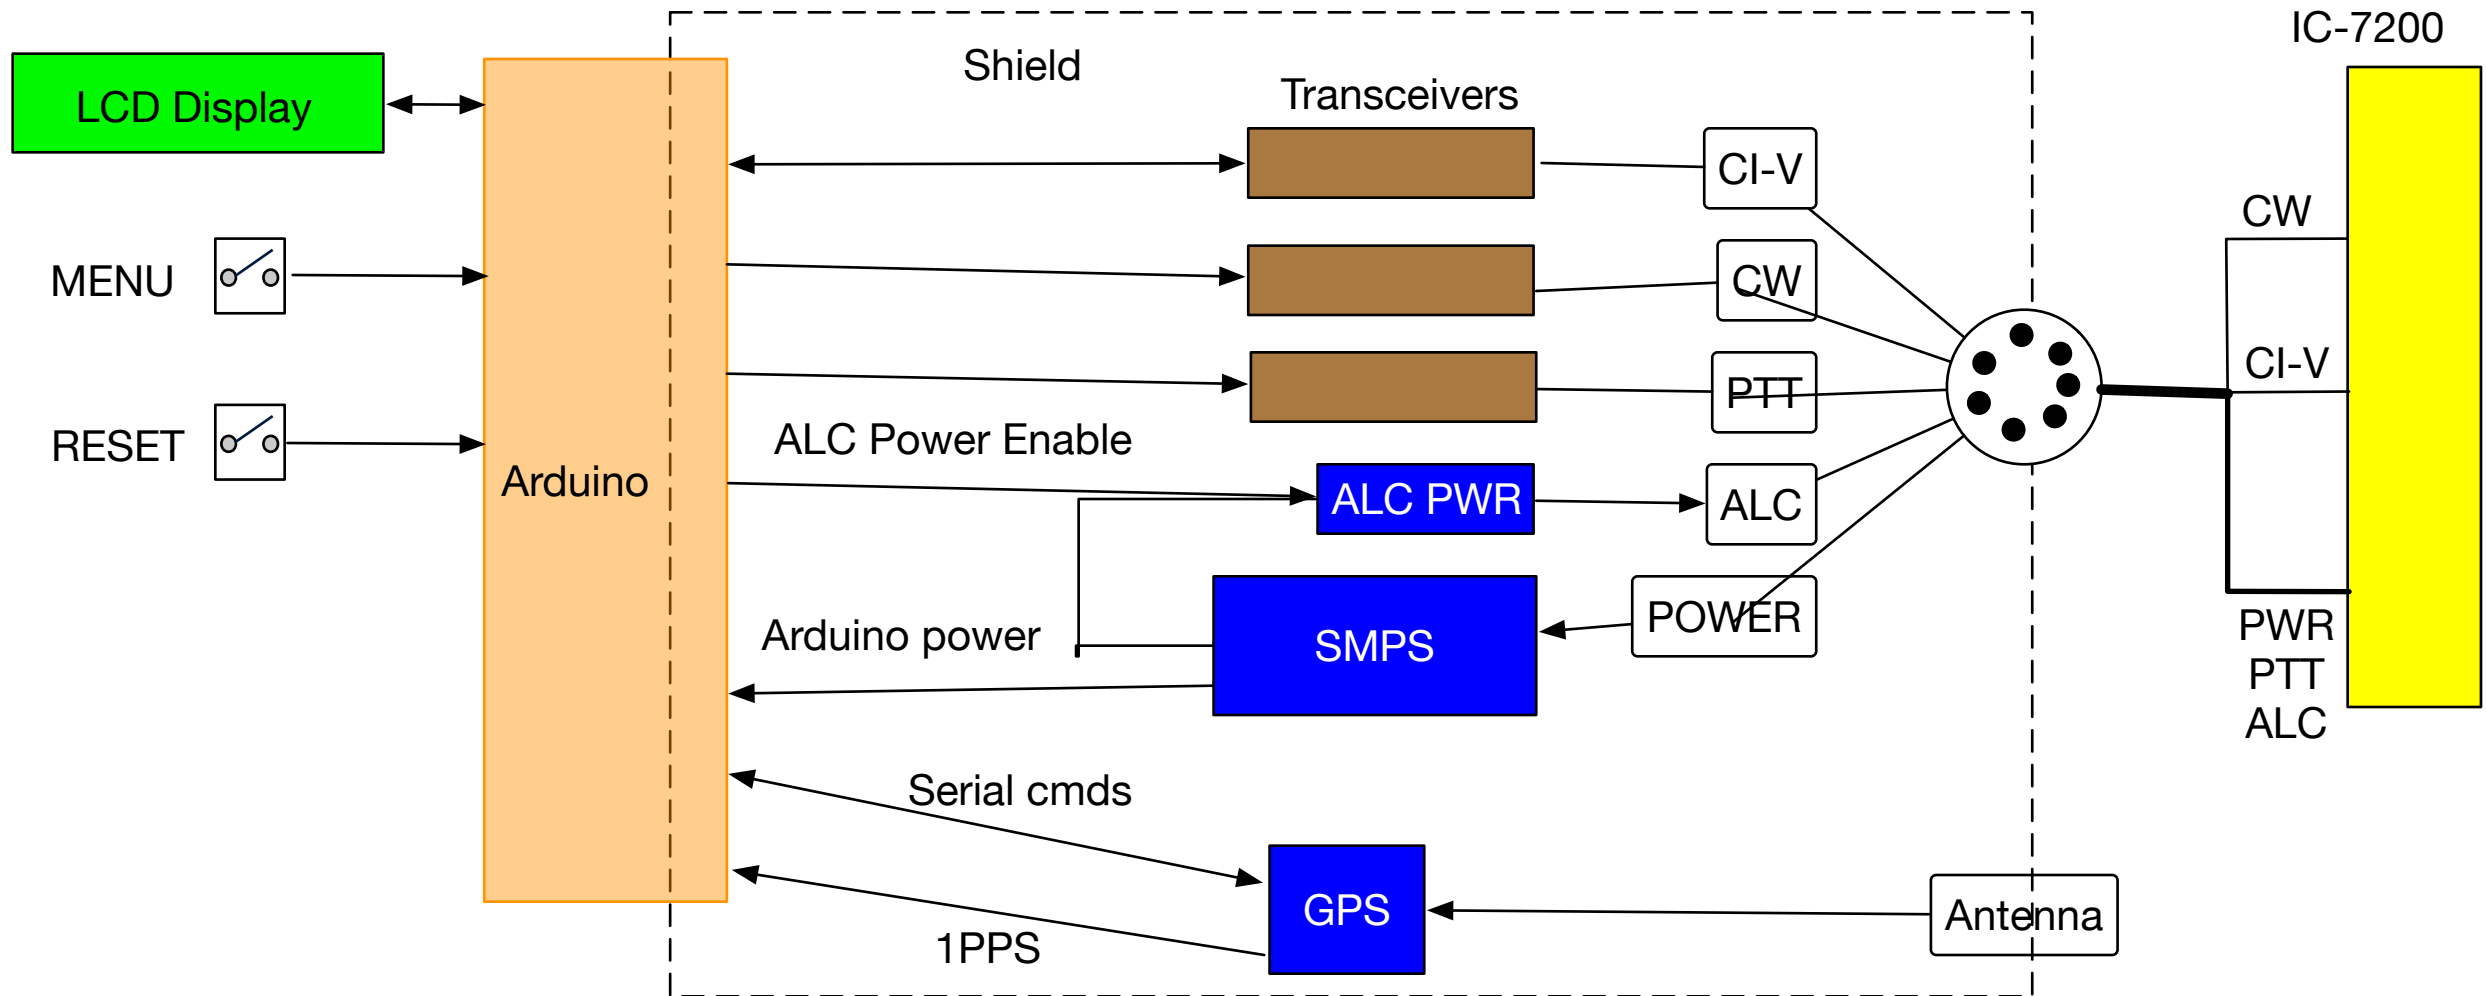 IC-7200
Shield
LCD Display
Transceivers
CI-V
CW
MENU
CW
CI-V
PTT
RESET
ALC Power Enable
Arduino
ALC PWR
ALC
POWER
PWR
Arduino power
SMPS
PTT
ALC
Serial cmds
GPS
Antenna
1PPS